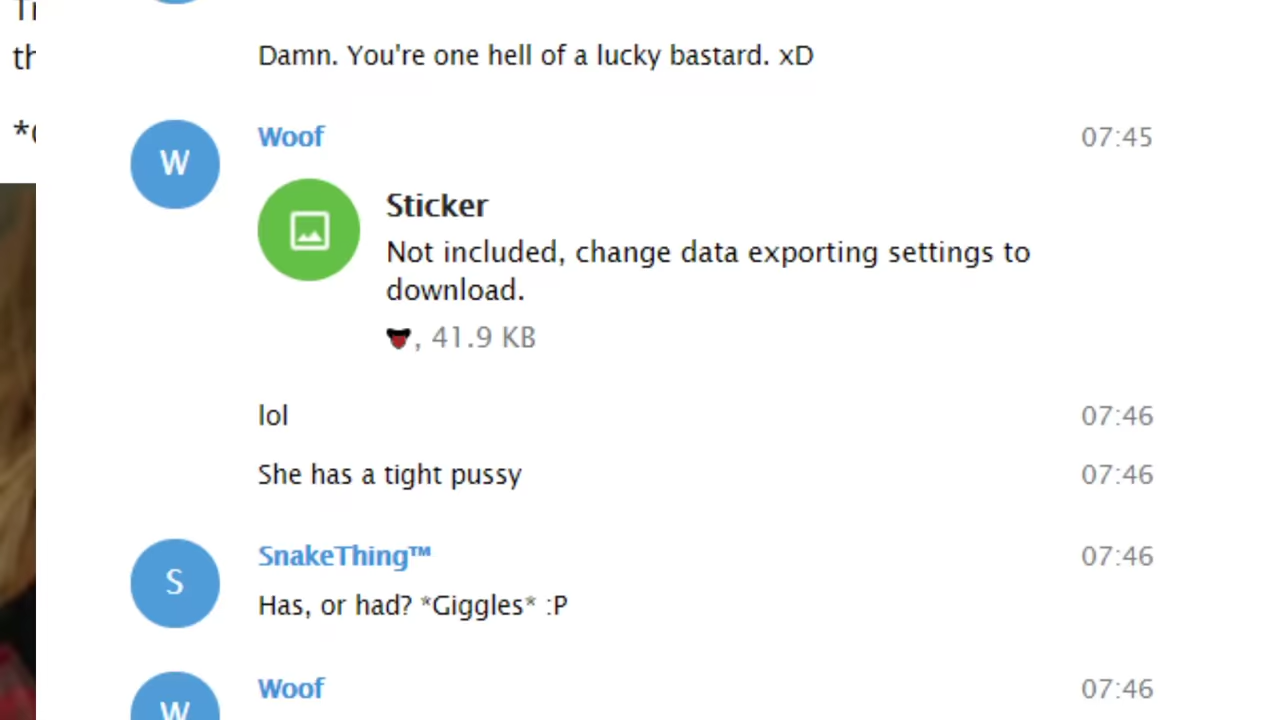 Damn. You're one hell of a lucky bastard. xD
W
Woof
07:45
Sticker
Not included, change data exporting settings to
download.
, 41.9 KB
lol
07:46
She has a tight pussy
07:46
S
SnakeThing™
07:46
Has, or had? *Giggles* :P
W
Woof
07:46